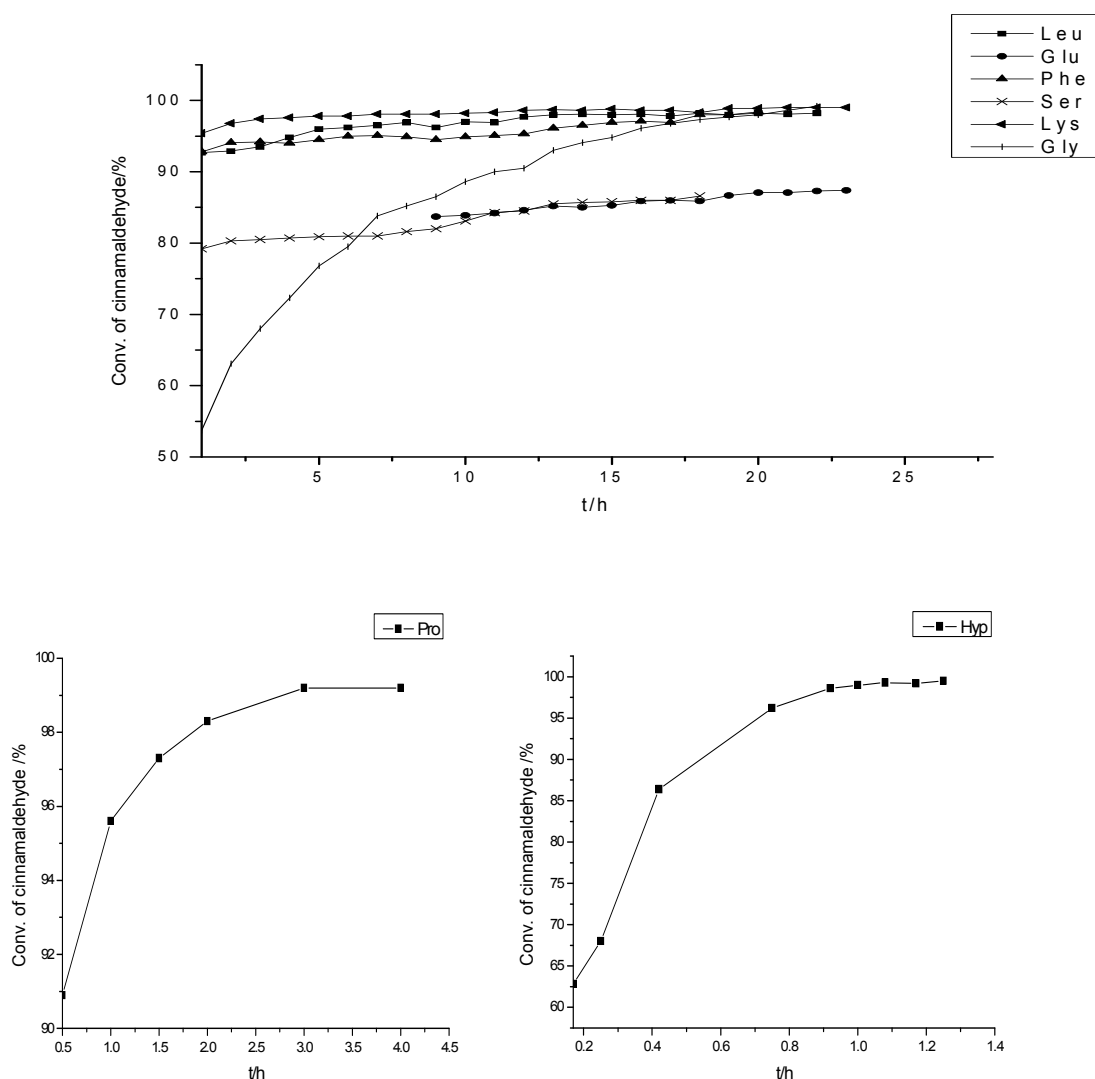 Leu
Glu
Phe
Ser
Lys
Gly
100
90
80
70
60
50
Conv. of cinnamaldehyde/%
5
10
15
20
25
t/h
Pro
100
98
96
94
92
90
Conv. of cinnamaldehyde /%
0.5 1.0 1.5 2.0 2.5 3.0 3.5 4.0 4.5
t/h
Hyp
100
95
90
85
80
75
70
65
60
Conv. of cinnamaldehyde /%
0.2 0.4 0.6 0.8 1.0 1.2 1.4
t/h